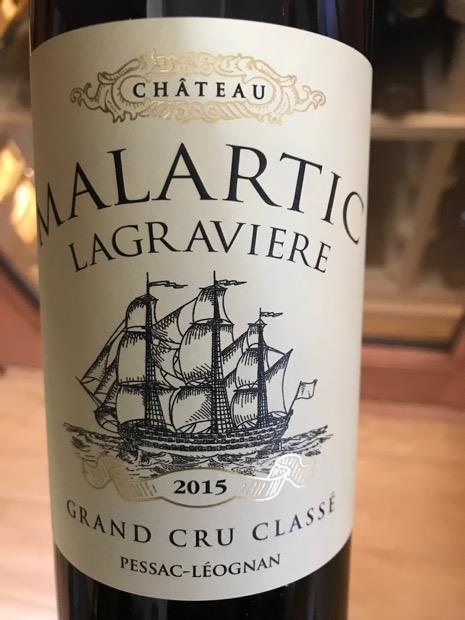 CHÂTEAU
MALARTIC
LAGRAVIERE
2015
GRAND CRU CLASSÉ
PESSAC-LÉOGNAN